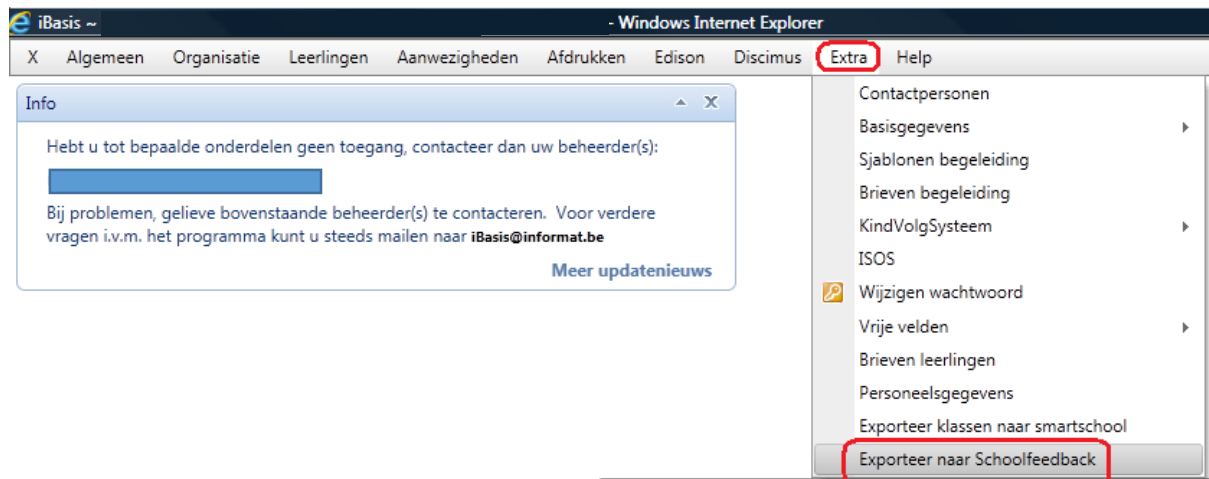 iBasis ~ - Windows Internet Explorer
X Algemeen Organisatie Leerlingen Aanwezigheden Afdrukken Edison Discimus Extra Help
Info X
Hebt u tot bepaalde onderdelen geen toegang, contacteer dan uw beheerder(s):
Bij problemen, gelieve bovenstaande beheerder(s) te contacteren. Voor verdere
vragen i.v.m. het programma kunt u steeds mailen naar iBasis@informat.be
Meer updatenieuws
Contactpersonen
Basisgegevens
Sjablonen begeleiding
Brieven begeleiding
KindVolgSysteem
ISOS
Wijzigen wachtwoord
Vrije velden
Brieven leerlingen
Personeelsgegevens
Exporteer klassen naar smartschool
Exporteer naar Schoolfeedback